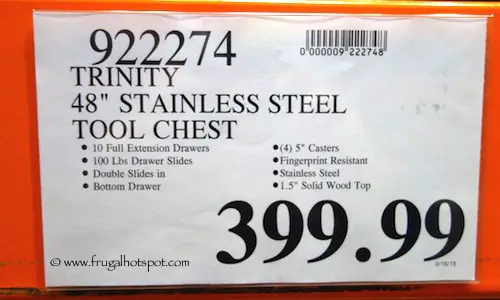 922274
0 000009 222748
TRINITY
48" STAINLESS STEEL
TOOL CHEST
• 10 Full Extension Drawers
• 100 Lbs Drawer Slides
• Double Slides in
• Bottom Drawer
• (4) 5" Casters
• Fingerprint Resistant
• Stainless Steel
• 1.5" Solid Wood Top
399.99
© www.frugalhotspot.com